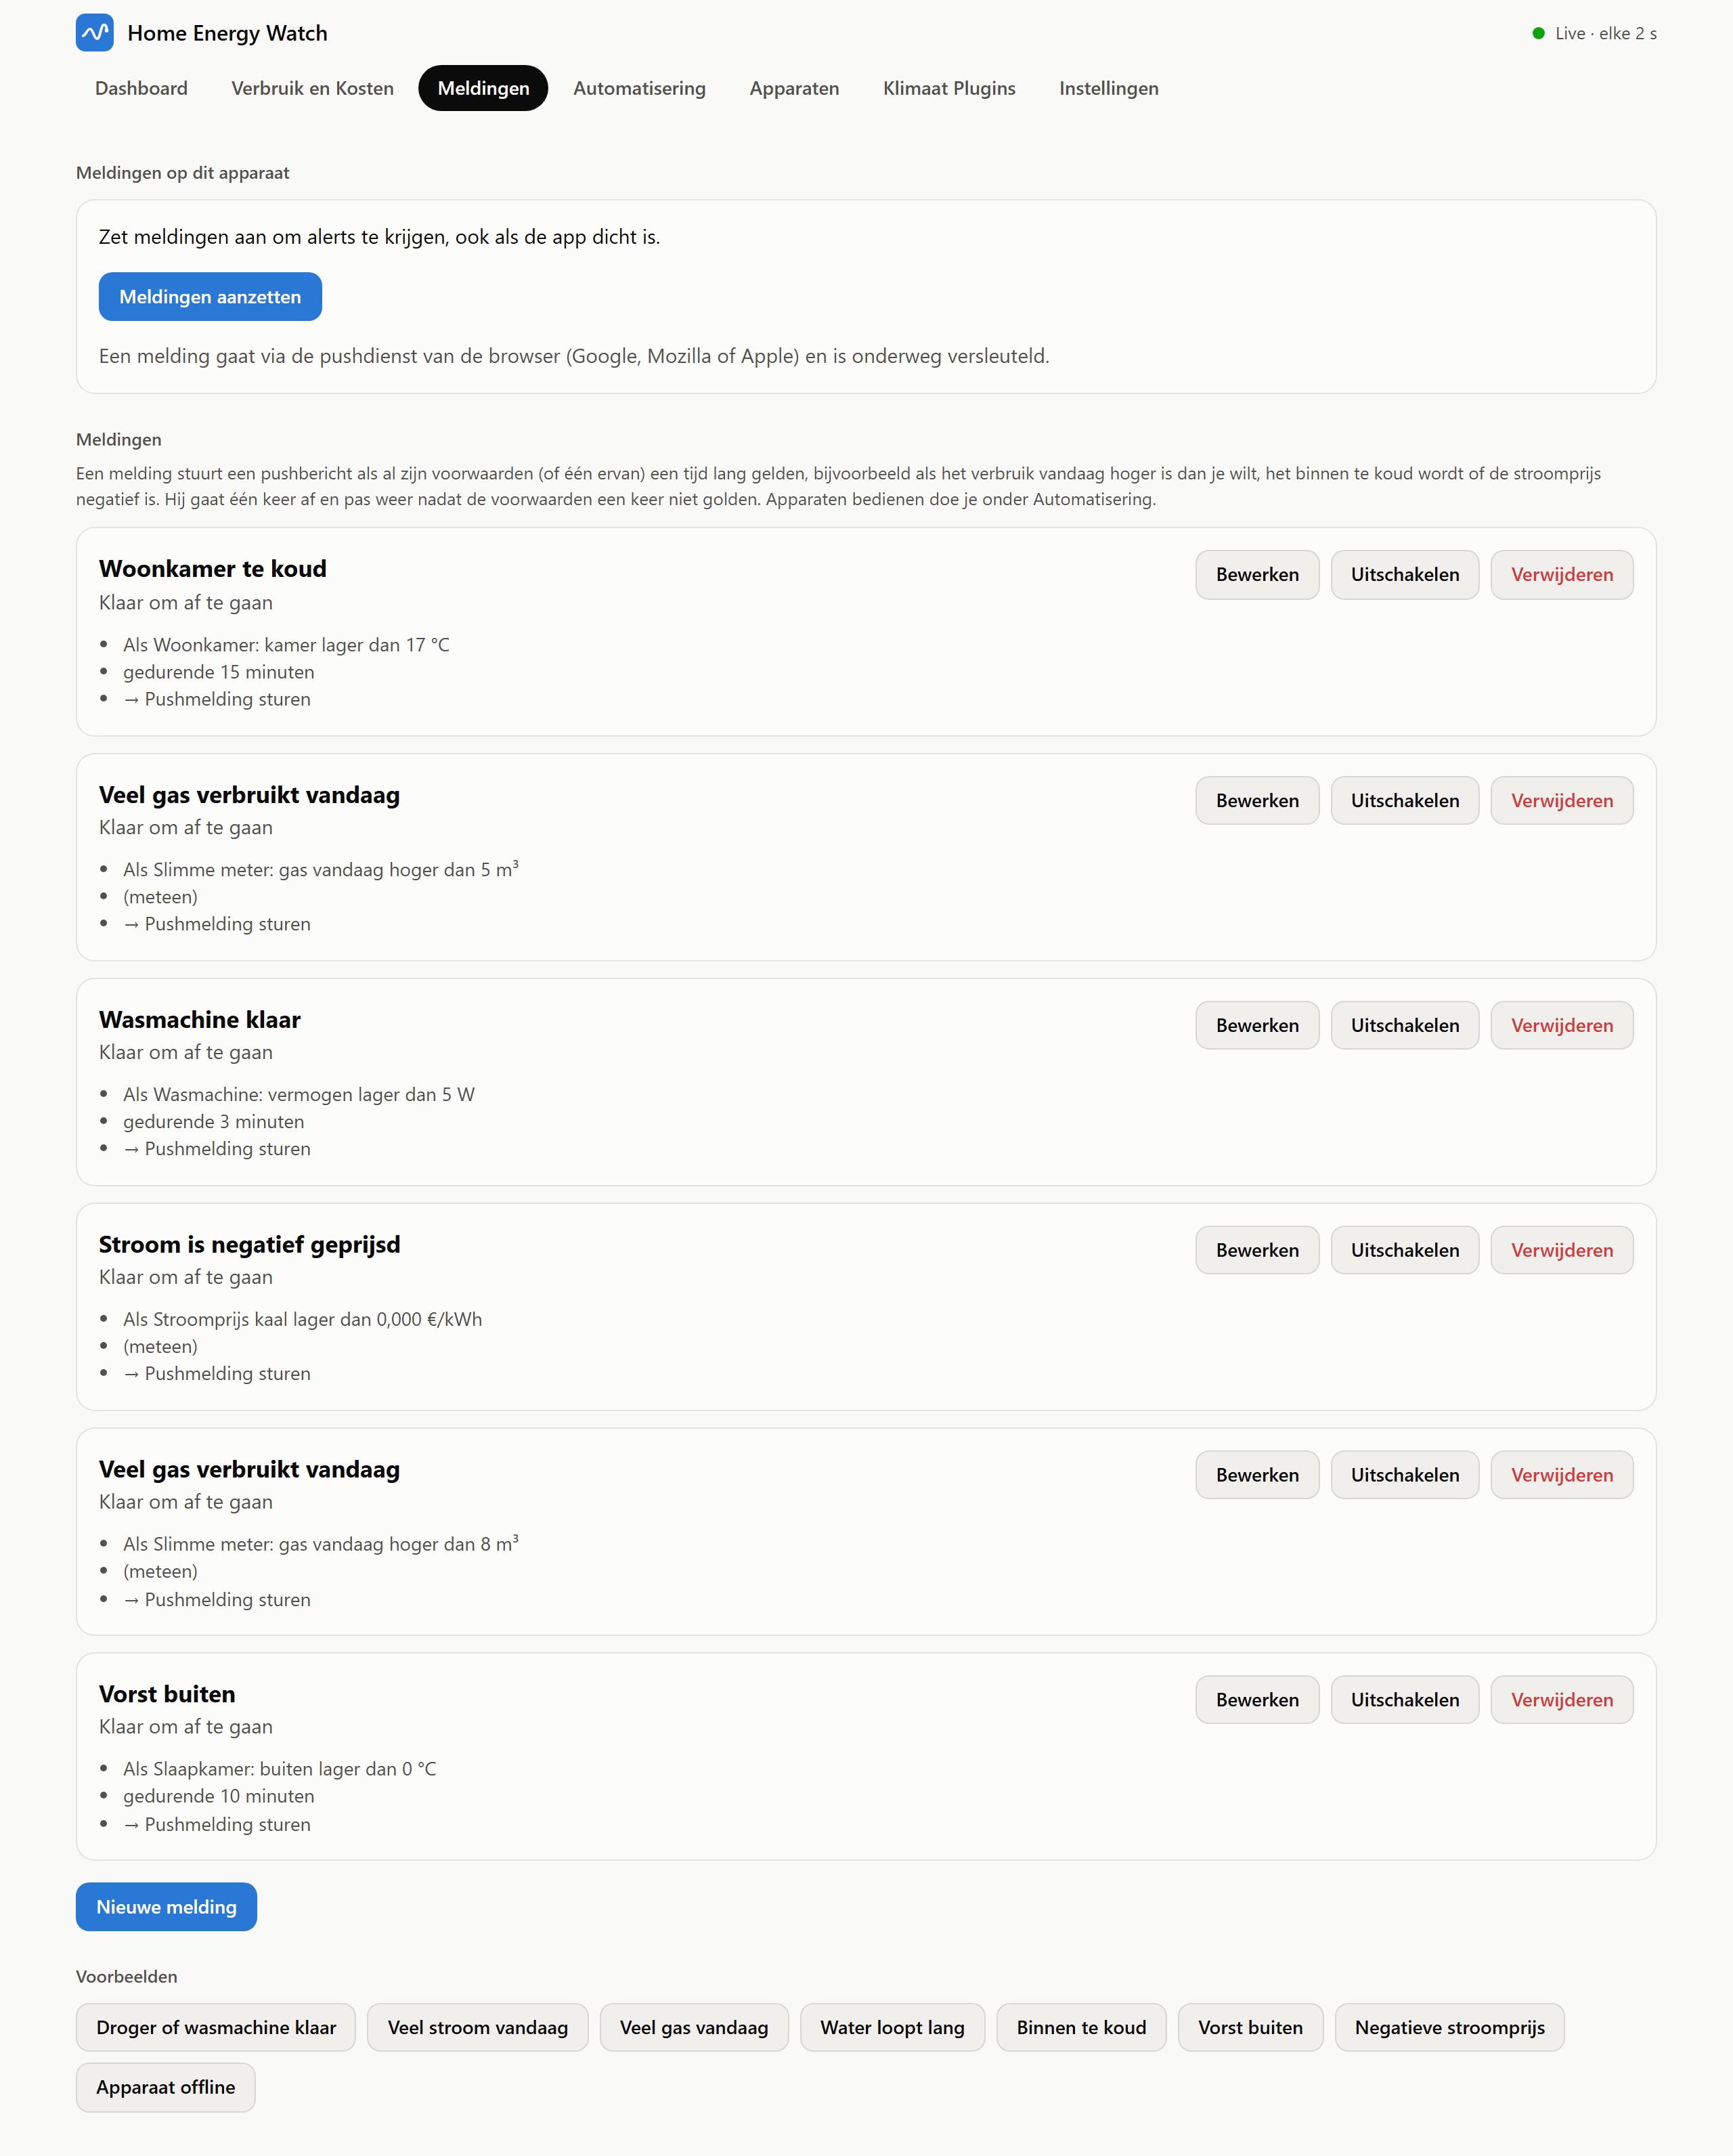 Home Energy Watch
Live · elke 2 s
Dashboard Verbruik en Kosten Meldingen Automatisering Apparaten Klimaat Plugins Instellingen
Meldingen op dit apparaat
Zet meldingen aan om alerts te krijgen, ook als de app dicht is.
Meldingen aanzetten
Een melding gaat via de pushdienst van de browser (Google, Mozilla of Apple) en is onderweg versleuteld.
Meldingen
Een melding stuurt een pushbericht als al zijn voorwaarden (of één ervan) een tijd lang gelden, bijvoorbeeld als het verbruik vandaag hoger is dan je wilt, het binnen te koud wordt of de stroomprijs
negatief is. Hij gaat één keer af en pas weer nadat de voorwaarden een keer niet golden. Apparaten bedienen doe je onder Automatisering.
Woonkamer te koud
Bewerken Uitschakelen Verwijderen
Klaar om af te gaan
• Als Woonkamer: kamer lager dan 17 °C
• gedurende 15 minuten
• → Pushmelding sturen
Veel gas verbruikt vandaag
Bewerken Uitschakelen Verwijderen
Klaar om af te gaan
• Als Slimme meter: gas vandaag hoger dan 5 m³
• (meteen)
• → Pushmelding sturen
Wasmachine klaar
Bewerken Uitschakelen Verwijderen
Klaar om af te gaan
• Als Wasmachine: vermogen lager dan 5 W
• gedurende 3 minuten
• → Pushmelding sturen
Stroom is negatief geprijsd
Bewerken Uitschakelen Verwijderen
Klaar om af te gaan
• Als Stroomprijs kaal lager dan 0,000 €/kWh
• (meteen)
• → Pushmelding sturen
Veel gas verbruikt vandaag
Bewerken Uitschakelen Verwijderen
Klaar om af te gaan
• Als Slimme meter: gas vandaag hoger dan 8 m³
• (meteen)
• → Pushmelding sturen
Vorst buiten
Bewerken Uitschakelen Verwijderen
Klaar om af te gaan
• Als Slaapkamer: buiten lager dan 0 °C
• gedurende 10 minuten
• → Pushmelding sturen
Nieuwe melding
Voorbeelden
Droger of wasmachine klaar Veel stroom vandaag Veel gas vandaag Water loopt lang Binnen te koud Vorst buiten Negatieve stroomprijs
Apparaat offline